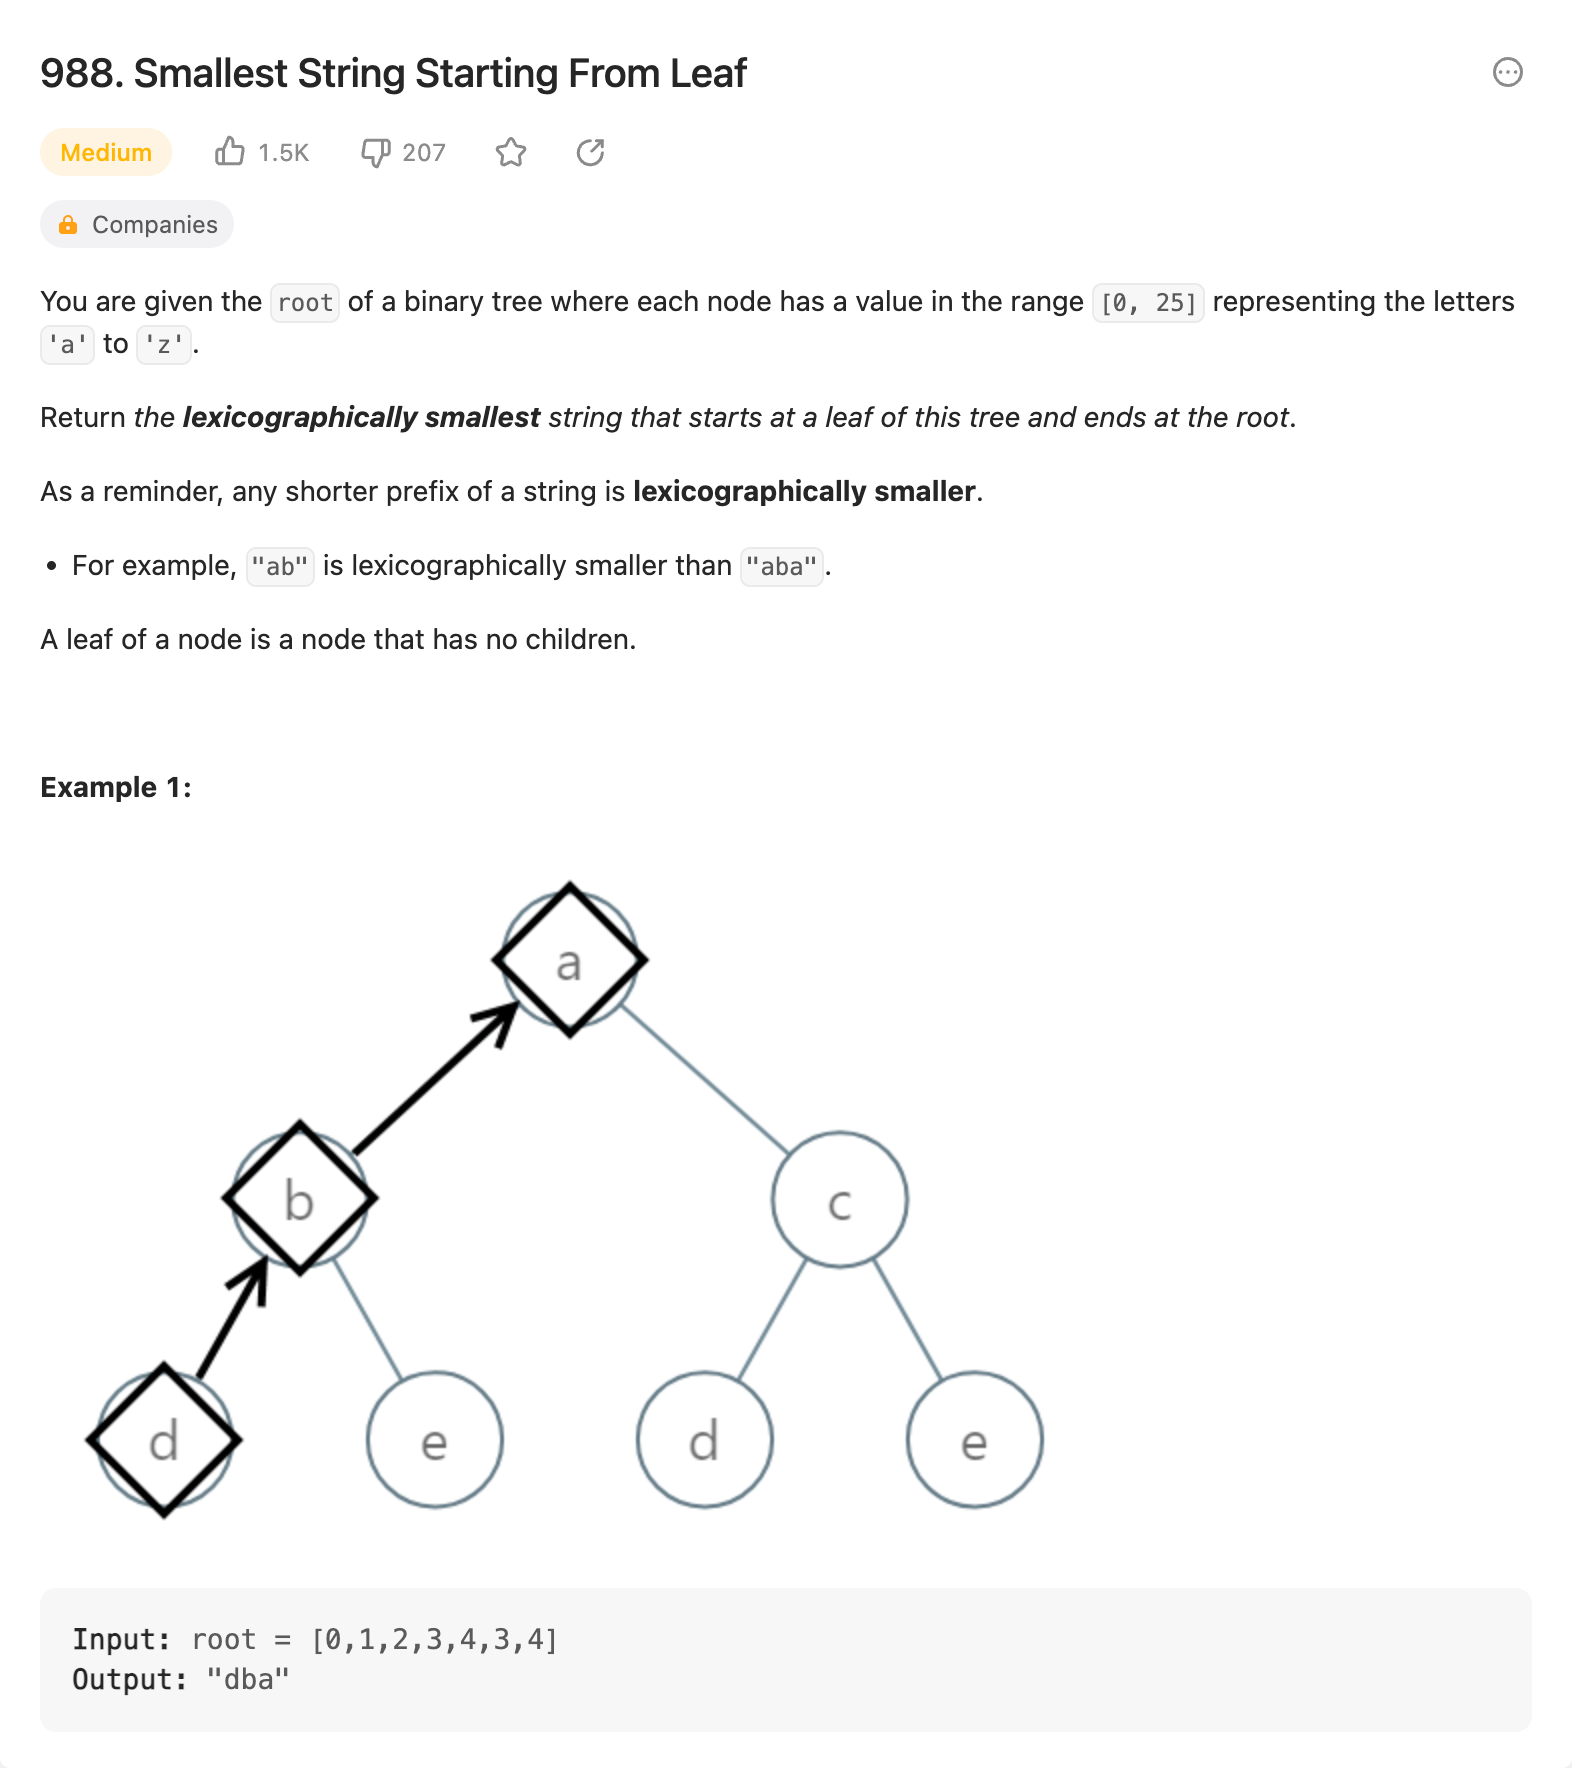 988. Smallest String Starting From Leaf
Medium 1.5K 207
Companies
You are given the root of a binary tree where each node has a value in the range [0, 25] representing the letters
'a' to 'z'.
Return the lexicographically smallest string that starts at a leaf of this tree and ends at the root.
As a reminder, any shorter prefix of a string is lexicographically smaller.
• For example, "ab" is lexicographically smaller than "aba".
A leaf of a node is a node that has no children.
Example 1:
a
b c
d e d e
Input: root = [0,1,2,3,4,3,4]
Output: "dba"